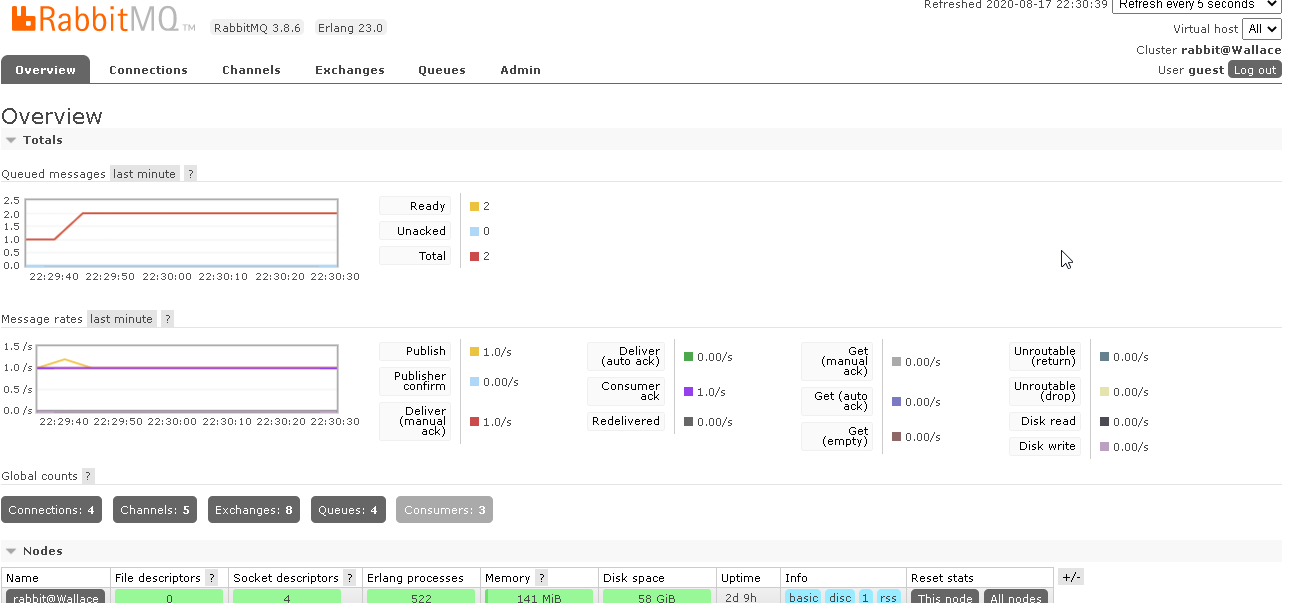 RabbitMQ TM RabbitMQ 3.8.6 Erlang 23.0
Refreshed 2020-08-17 22:30:39 Refresh every 5 seconds
Virtual host All
Cluster rabbit@Wallace
User guest Log out
Overview Connections Channels Exchanges Queues Admin
Overview
Totals
Queued messages last minute ?
2.5
2.0
1.5
1.0
0.5
0.0
22:29:40 22:29:50 22:30:00 22:30:10 22:30:20 22:30:30
Ready 2
Unacked 0
Total 2
Message rates last minute ?
1.5 /s
1.0 /s
0.5 /s
0.0 /s
22:29:40 22:29:50 22:30:00 22:30:10 22:30:20 22:30:30
Publish 1.0/s
Publisher
confirm 0.00/s
Deliver
(manual
ack) 1.0/s
Deliver
(auto ack) 0.00/s
Consumer
ack 1.0/s
Redelivered 0.00/s
Get
(manual
ack) 0.00/s
Get (auto
ack) 0.00/s
Get
(empty) 0.00/s
Unroutable
(return) 0.00/s
Unroutable
(drop) 0.00/s
Disk read 0.00/s
Disk write 0.00/s
Global counts ?
Connections: 4 Channels: 5 Exchanges: 8 Queues: 4 Consumers: 3
Nodes
Name File descriptors ? Socket descriptors ? Erlang processes Memory ? Disk space Uptime Info Reset stats +/-
rabbit@Wallace 0 4 522 141 MiB 58 GiB 2d 9h basic disc 1 rss This node All nodes